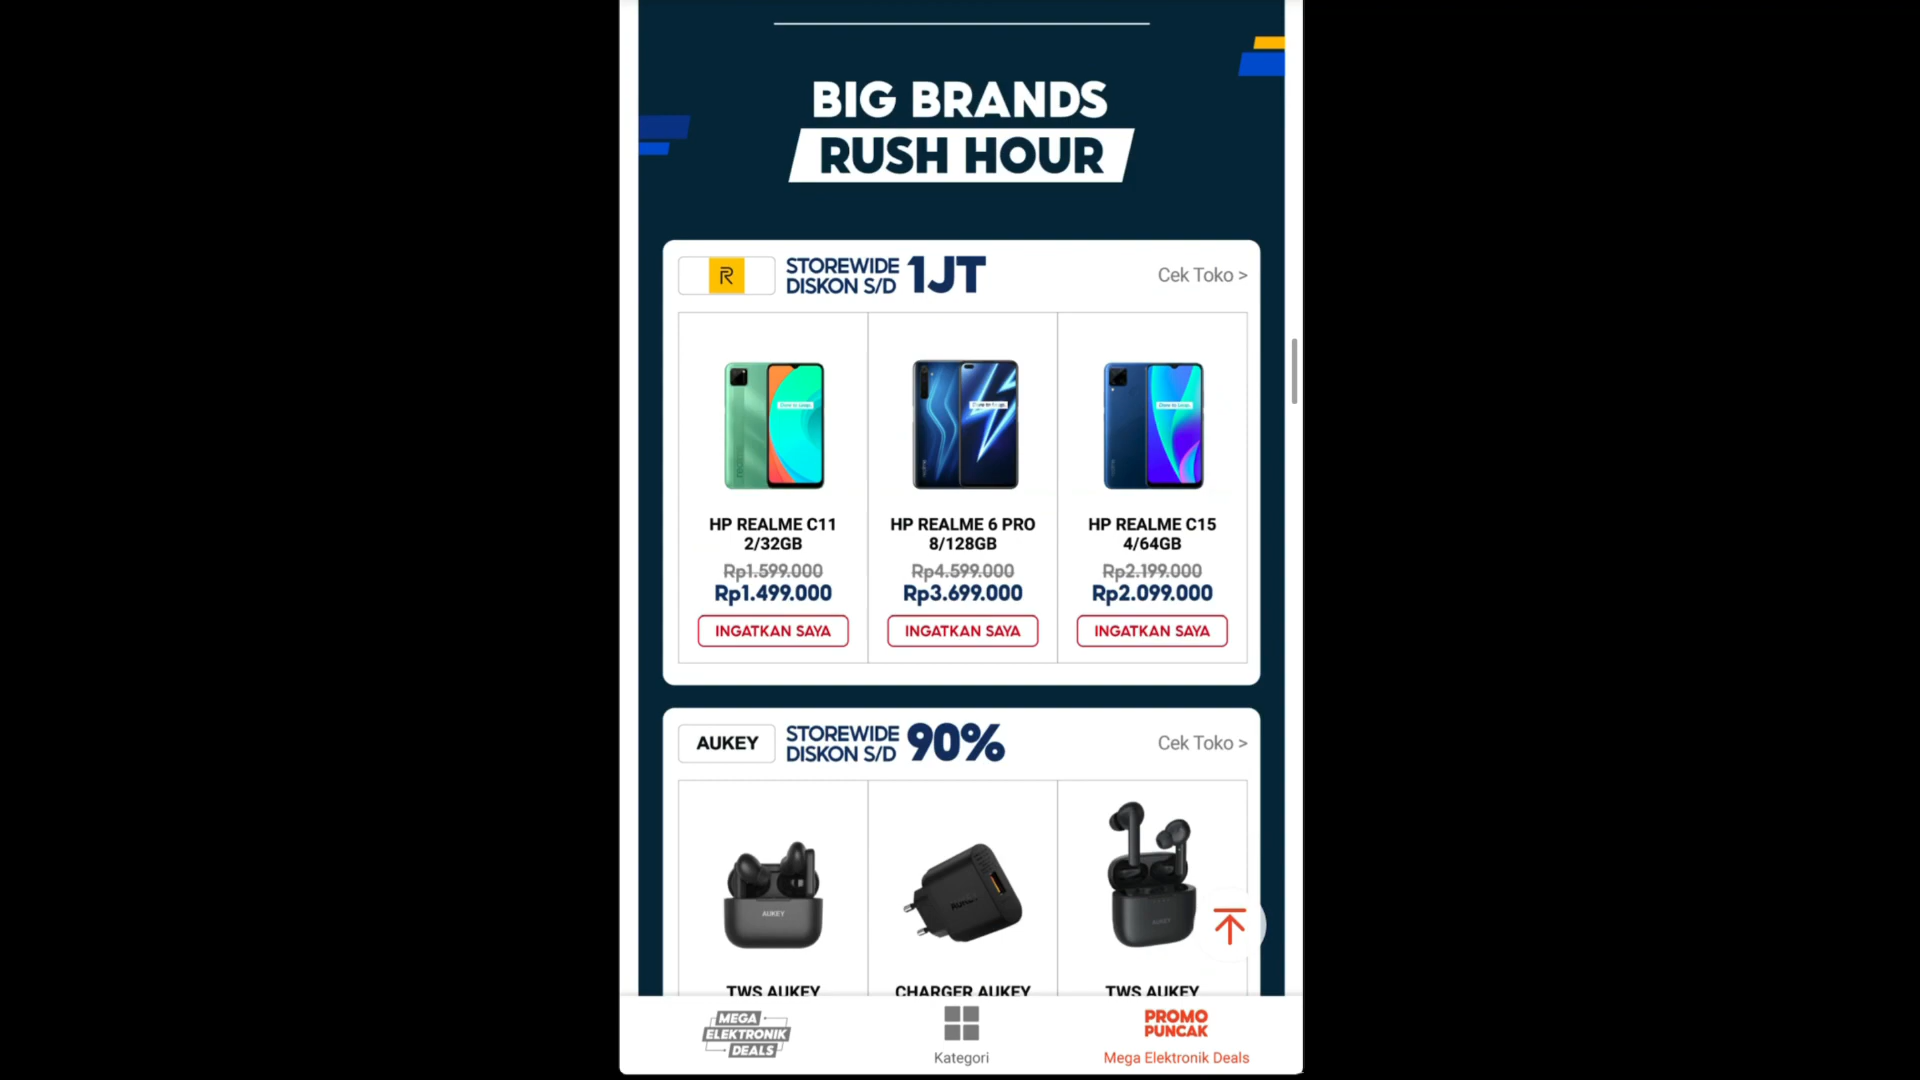 BIG BRANDS
RUSH HOUR
STOREWIDE
DISKON S/D 1JT
Cek Toko >
HP REALME C11
2/32GB
Rp1.599.000
Rp1.499.000
INGATKAN SAYA
HP REALME 6 PRO
8/128GB
Rp4.599.000
Rp3.699.000
INGATKAN SAYA
HP REALME C15
4/64GB
Rp2.199.000
Rp2.099.000
INGATKAN SAYA
AUKEY
STOREWIDE
DISKON S/D 90%
Cek Toko >
AUKEY
TWS AUKEY
CHARGER AUKEY
TWS AUKEY
MEGA
ELEKTRONIK
DEALS
Kategori
PROMO
PUNCAK
Mega Elektronik Deals